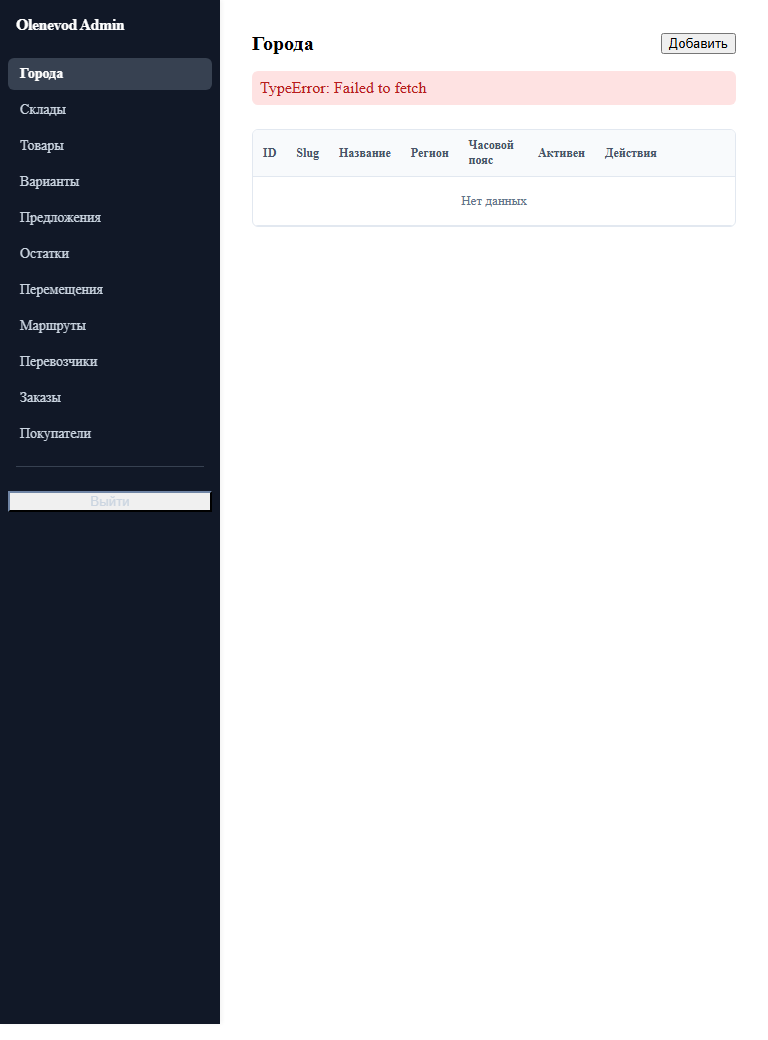 Olenevod Admin
Города
Склады
Товары
Варианты
Предложения
Остатки
Перемещения
Маршруты
Перевозчики
Заказы
Покупатели
Выйти
Города
Добавить
TypeError: Failed to fetch
ID Slug Название Регион Часовой пояс Активен Действия
Нет данных